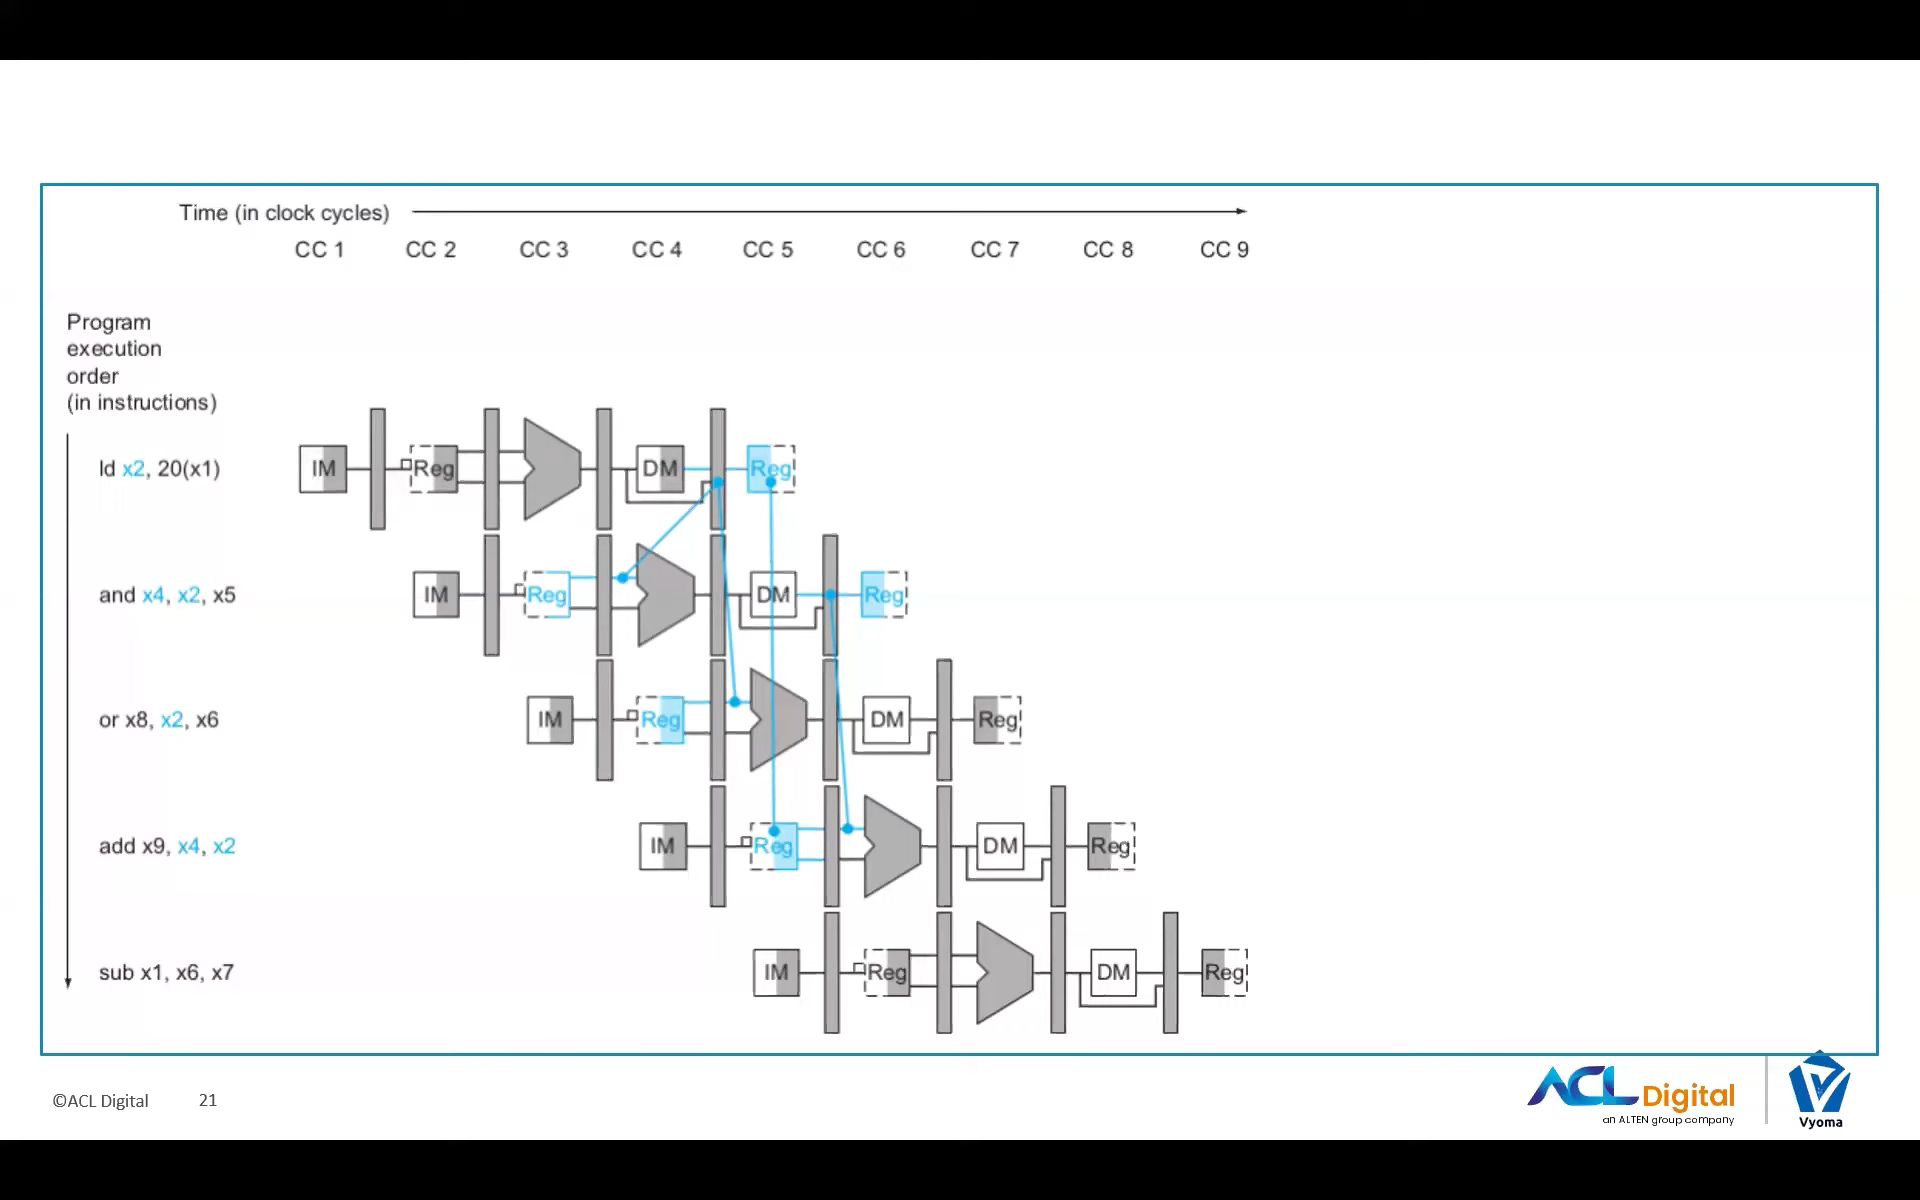 Time (in clock cycles)
CC 1 CC 2 CC 3 CC 4 CC 5 CC 6 CC 7 CC 8 CC 9
Program
execution
order
(in instructions)
ld x2, 20(x1) IM Reg DM Reg
and x4, x2, x5 IM Reg DM Reg
or x8, x2, x6 IM Reg DM Reg
add x9, x4, x2 IM Reg DM Reg
sub x1, x6, x7 IM Reg DM Reg
©ACL Digital 21
ACL Digital
an ALTEN group company
Vyoma